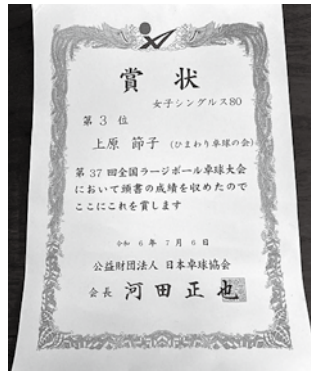 賞状
女子シングルス80
第3位
上原 節子 (ひまわり卓球の会)
第37回全国ラージボール卓球大会
において頭書の成績を収めたので
ここにこれを賞します
令和 6年 7月 6日
公益財団法人 日本卓球協会
会長 河田正也